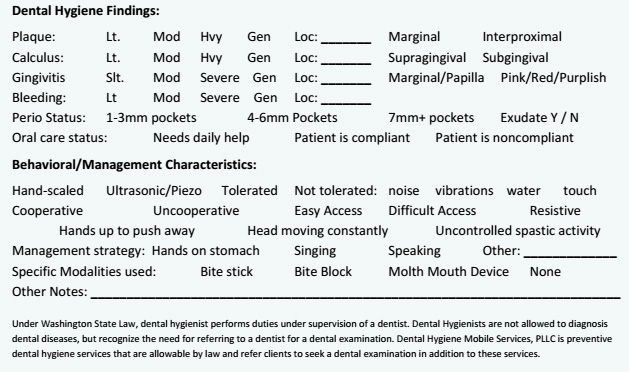 Dental Hygiene Findings:
Plaque: Lt. Mod Hvy Gen Loc: _______ Marginal Interproximal
Calculus: Lt. Mod Hvy Gen Loc: _______ Supragingival Subgingival
Gingivitis Slt. Mod Severe Gen Loc: _______ Marginal/Papilla Pink/Red/Purplish
Bleeding: Lt Mod Severe Gen Loc: _______
Perio Status: 1-3mm pockets 4-6mm Pockets 7mm+ pockets Exudate Y / N
Oral care status: Needs daily help Patient is compliant Patient is noncompliant
Behavioral/Management Characteristics:
Hand-scaled Ultrasonic/Piezo Tolerated Not tolerated: noise vibrations water touch
Cooperative Uncooperative Easy Access Difficult Access Resistive
Hands up to push away Head moving constantly Uncontrolled spastic activity
Management strategy: Hands on stomach Singing Speaking Other: _____________
Specific Modalities used: Bite stick Bite Block Molth Mouth Device None
Other Notes: _______________________________________________
Under Washington State Law, dental hygienist performs duties under supervision of a dentist. Dental Hygienists are not allowed to diagnosis
dental diseases, but recognize the need for referring to a dentist for a dental examination. Dental Hygiene Mobile Services, PLLC is preventive
dental hygiene services that are allowable by law and refer clients to seek a dental examination in addition to these services.